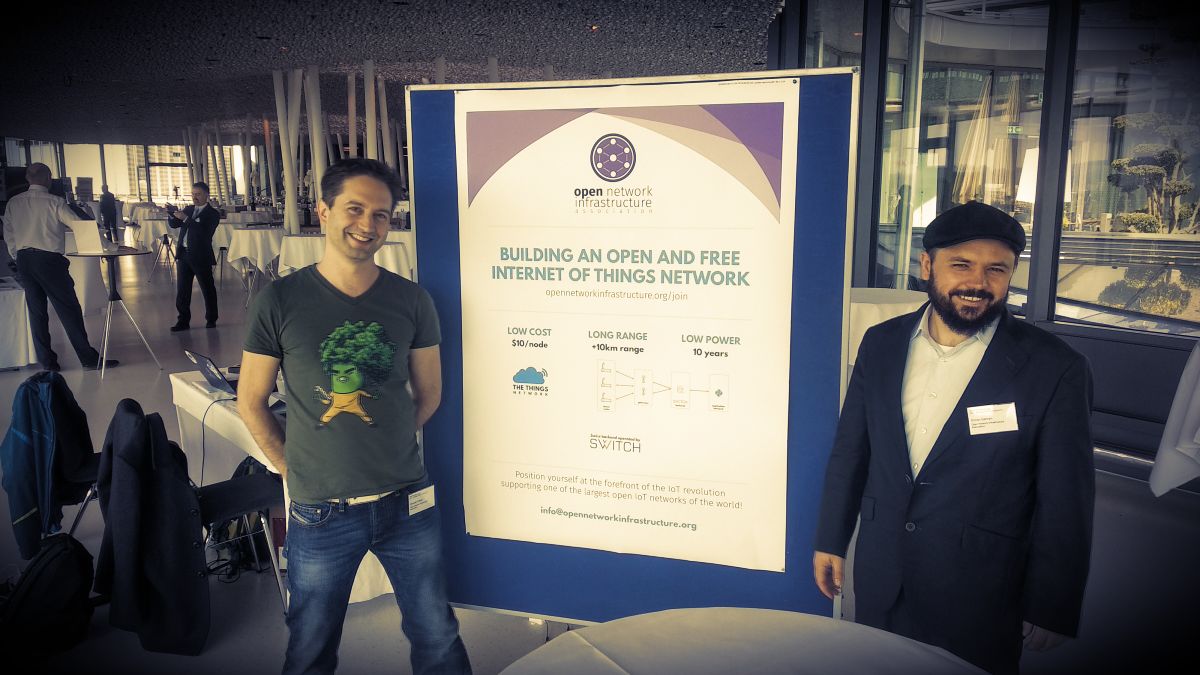 open network
infrastructure
association
BUILDING AN OPEN AND FREE
INTERNET OF THINGS NETWORK
opennetworkinfrastructure.org/join
LOW COST
$10/node
LONG RANGE
+10km range
LOW POWER
10 years
THE THINGS
NETWORK
SWITCH
Position yourself at the forefront of the IoT revolution
supporting one of the largest open IoT networks of the world!
info@opennetworkinfrastructure.org